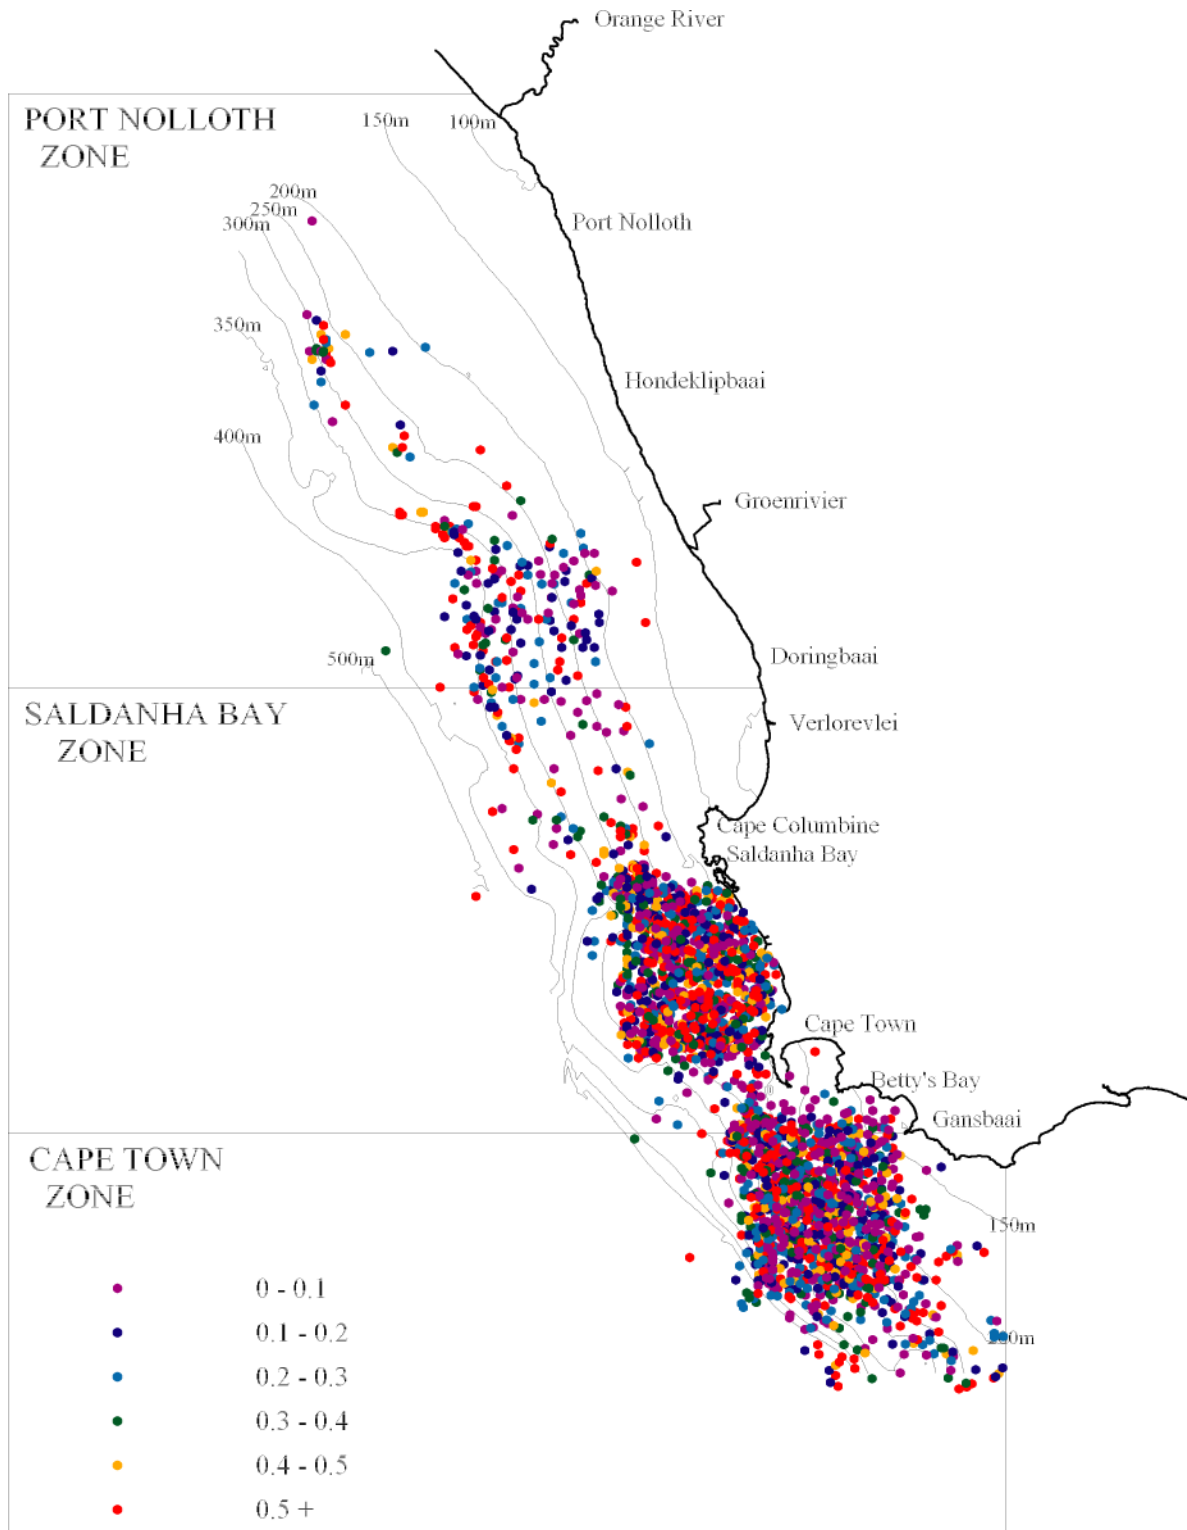 Orange River
PORT NOLLOTH
ZONE
150m
100m
200m
250m
300m
Port Nolloth
350m
Hondeklipbaai
400m
Groenrivier
500m
Doringbaai
SALDANHA BAY
ZONE
Verlorevlei
Cape Columbine
Saldanha Bay
Cape Town
Betty's Bay
Gansbaai
CAPE TOWN
ZONE
150m
200m
0 - 0.1
0.1 - 0.2
0.2 - 0.3
0.3 - 0.4
0.4 - 0.5
0.5 +